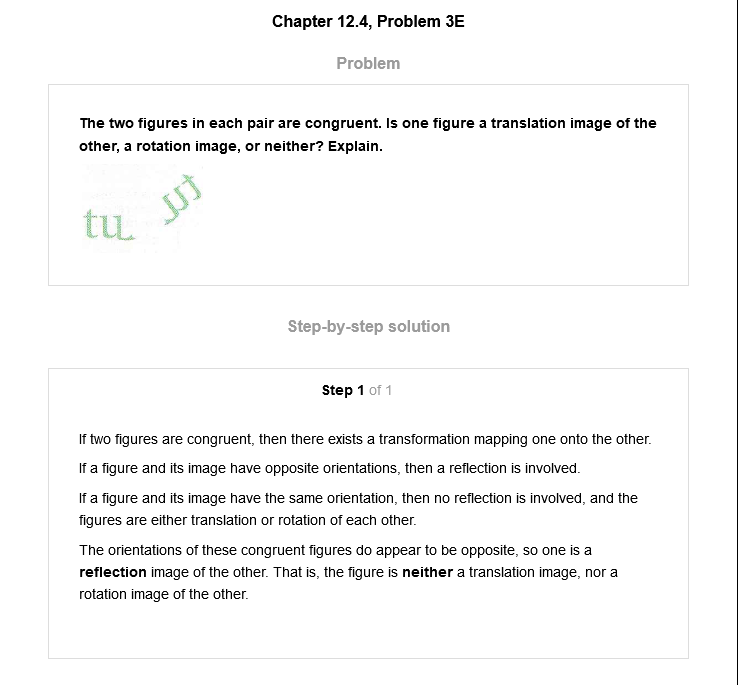 Chapter 12.4, Problem 3E
Problem
The two figures in each pair are congruent. Is one figure a translation image of the
other, a rotation image, or neither? Explain.
tu
Step-by-step solution
Step 1 of 1
If two figures are congruent, then there exists a transformation mapping one onto the other.
If a figure and its image have opposite orientations, then a reflection is involved.
If a figure and its image have the same orientation, then no reflection is involved, and the
figures are either translation or rotation of each other.
The orientations of these congruent figures do appear to be opposite, so one is a
reflection image of the other. That is, the figure is neither a translation image, nor a
rotation image of the other.